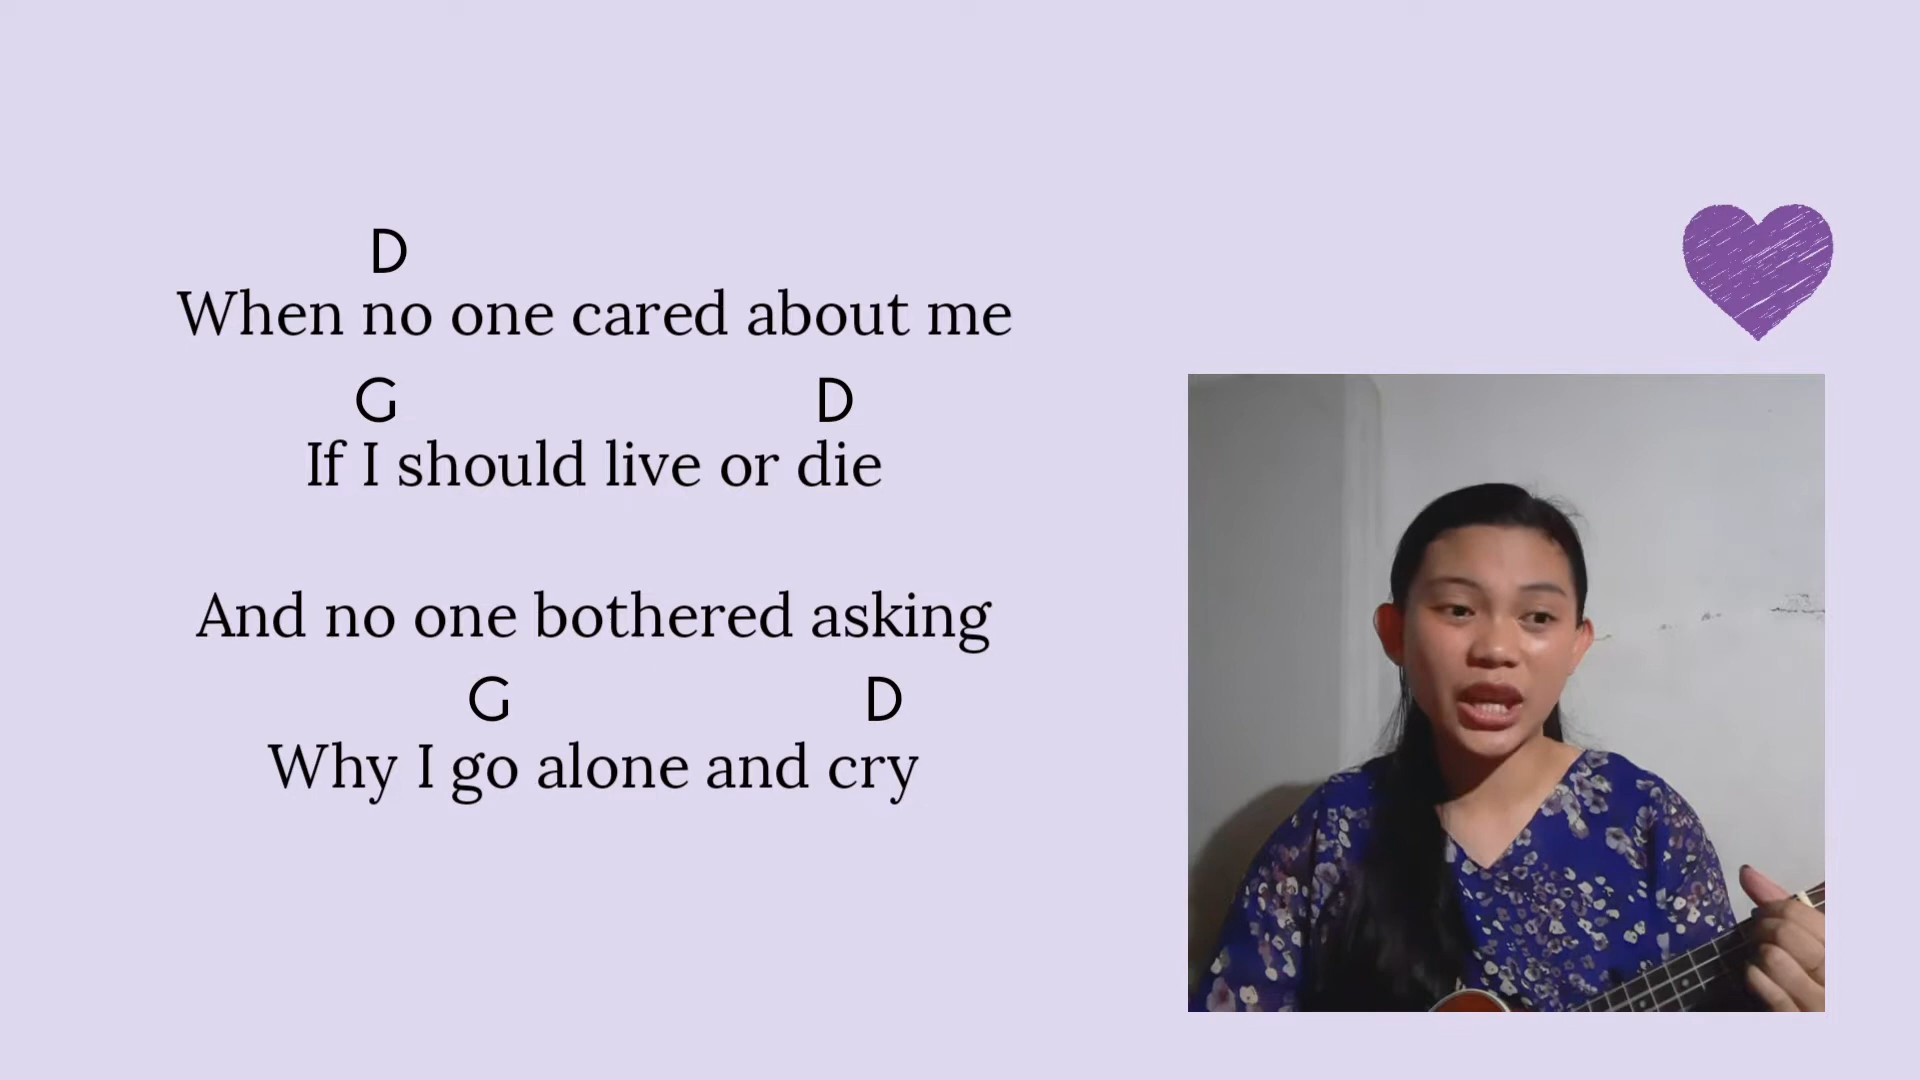 D
When no one cared about me
G D
If I should live or die
And no one bothered asking
G D
Why I go alone and cry